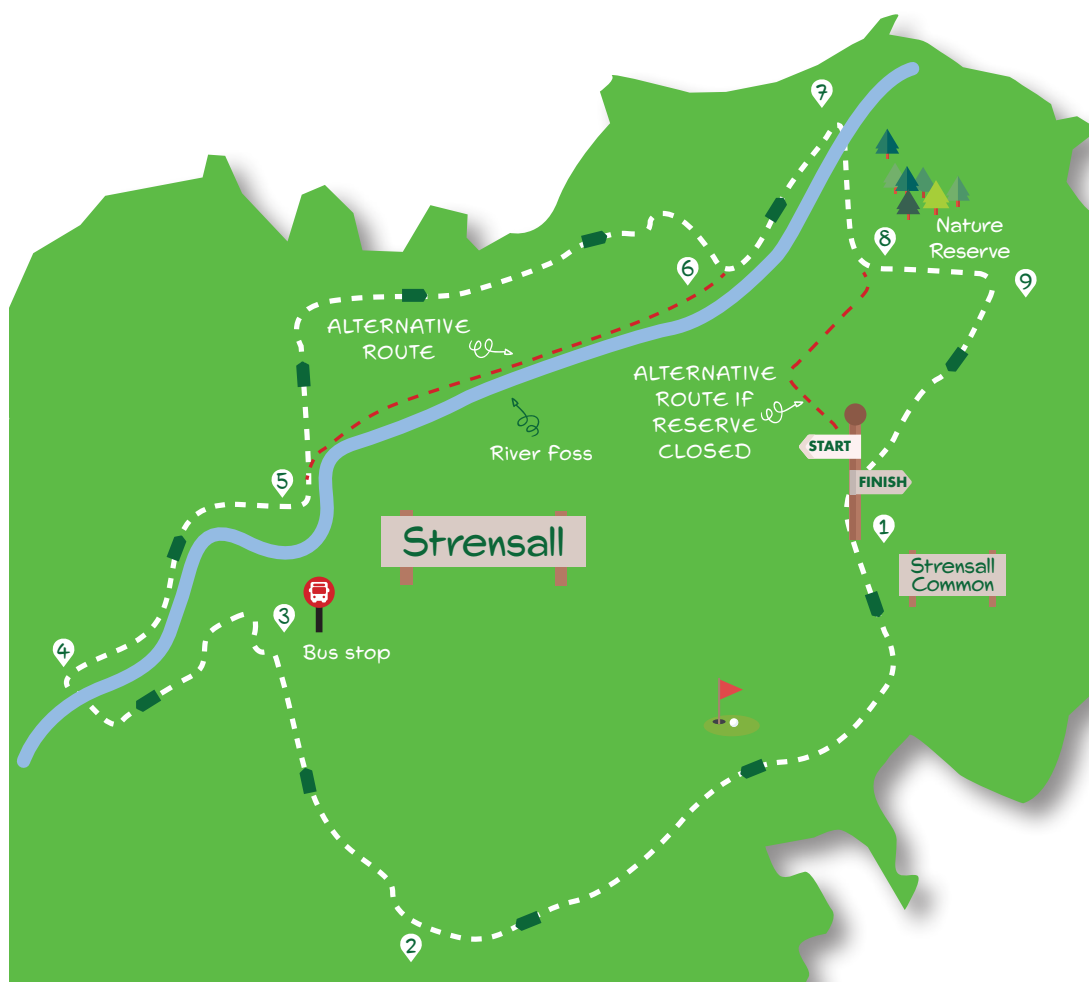 7
Nature
Reserve
8
9
6
ALTERNATIVE
ROUTE
ALTERNATIVE
ROUTE IF
RESERVE
CLOSED
River Foss
START
FINISH
5
Strensall
1
Strensall
Common
3
Bus stop
4
2